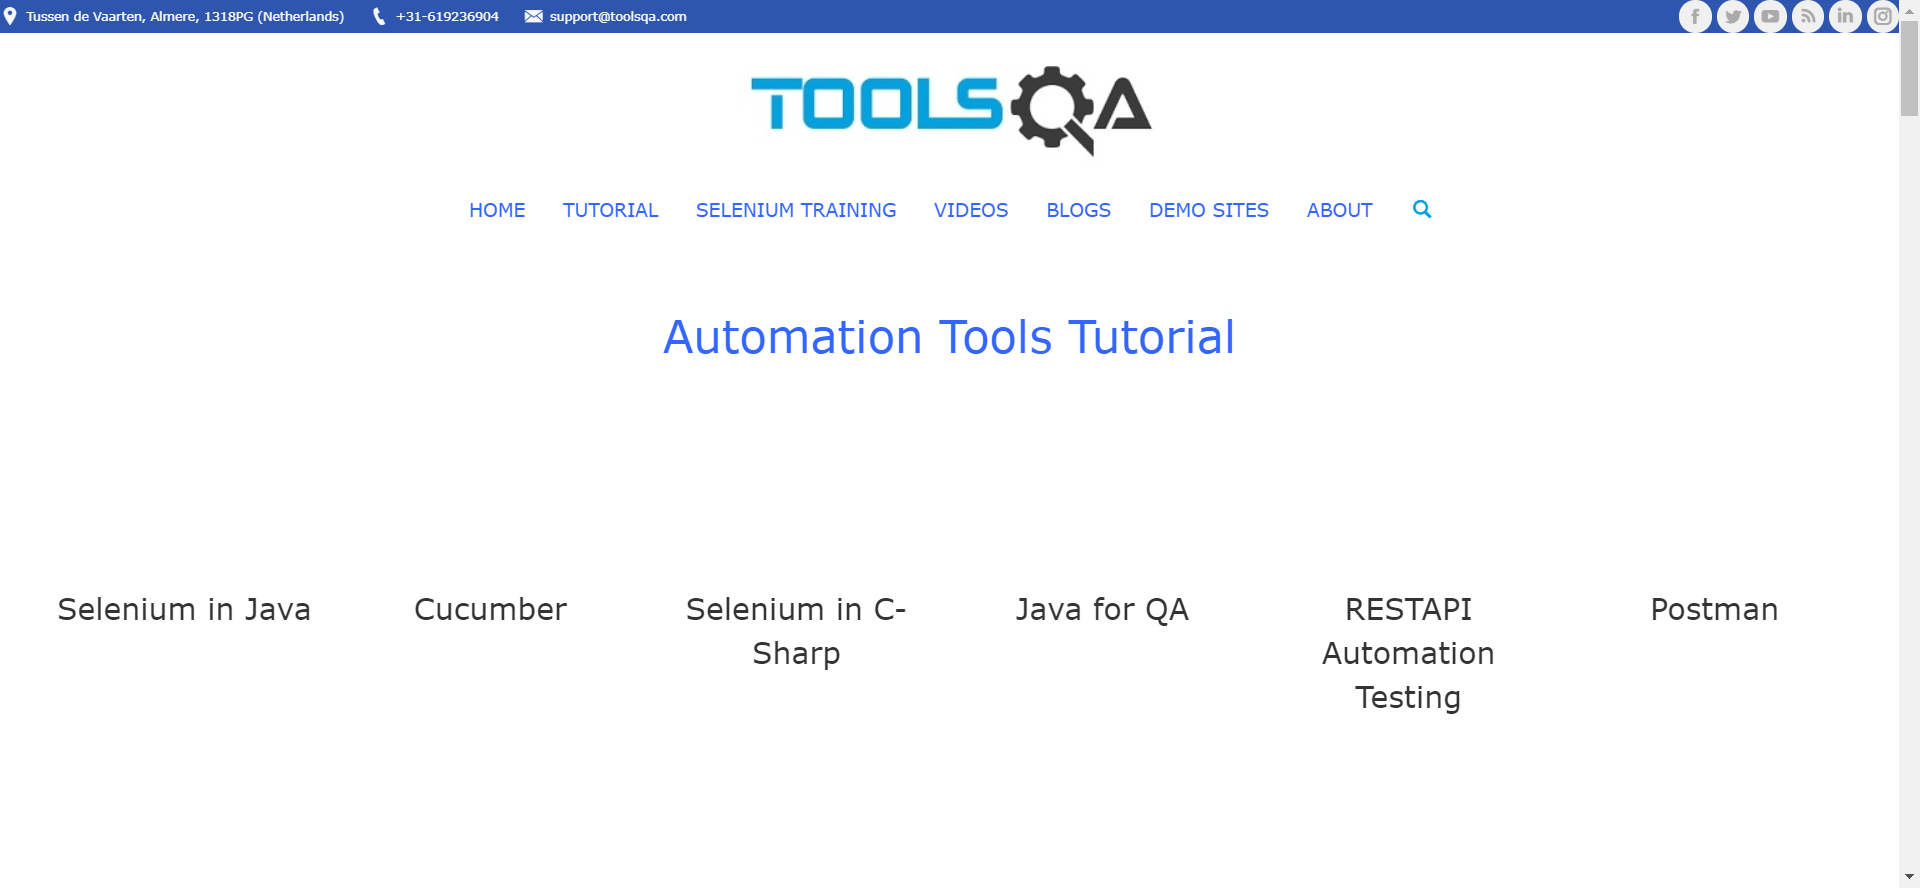 Tussen de Vaarten, Almere, 1318PG (Netherlands) +31-619236904 support@toolsqa.com
TOOLSQA
HOME TUTORIAL SELENIUM TRAINING VIDEOS BLOGS DEMO SITES ABOUT
Automation Tools Tutorial
Selenium in Java
Cucumber
Selenium in C-
Sharp
Java for QA
RESTAPI
Automation
Testing
Postman